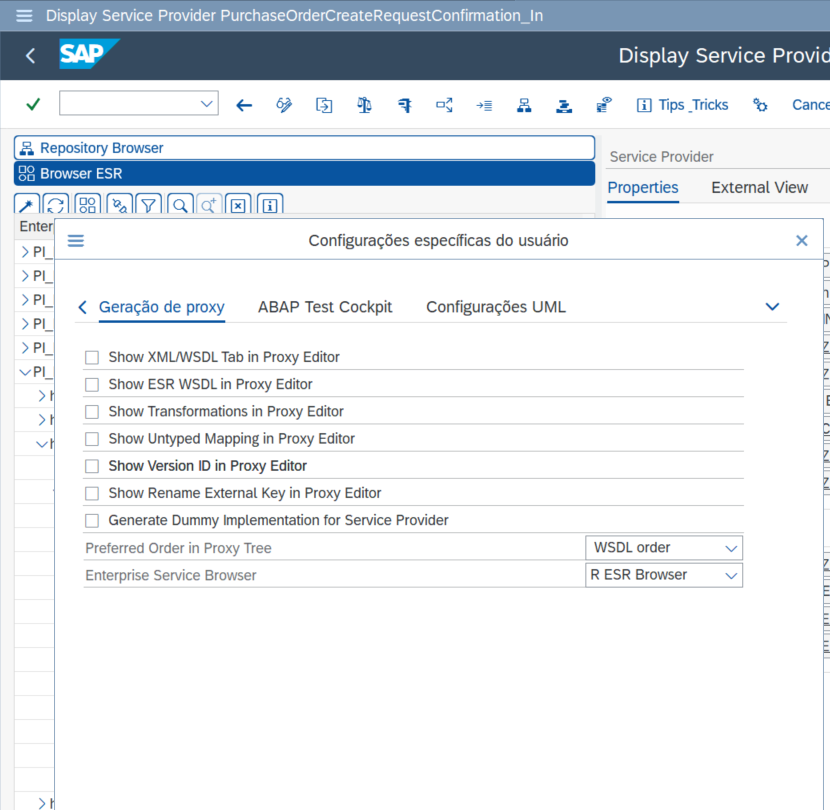 Display Service Provider PurchaseOrderCreateRequestConfirmation_In
SAP
Display Service Provid
Tips_Tricks
Cance
Repository Browser
Browser ESR
Service Provider
Properties
External View
Enter
PI_
PI_
PI_
PI_
PI_
PI_
Configurações específicas do usuário
Geração de proxy
ABAP Test Cockpit
Configurações UML
Show XML/WSDL Tab in Proxy Editor
Show ESR WSDL in Proxy Editor
Show Transformations in Proxy Editor
Show Untyped Mapping in Proxy Editor
Show Version ID in Proxy Editor
Show Rename External Key in Proxy Editor
Generate Dummy Implementation for Service Provider
Preferred Order in Proxy Tree
WSDL order
Enterprise Service Browser
R ESR Browser